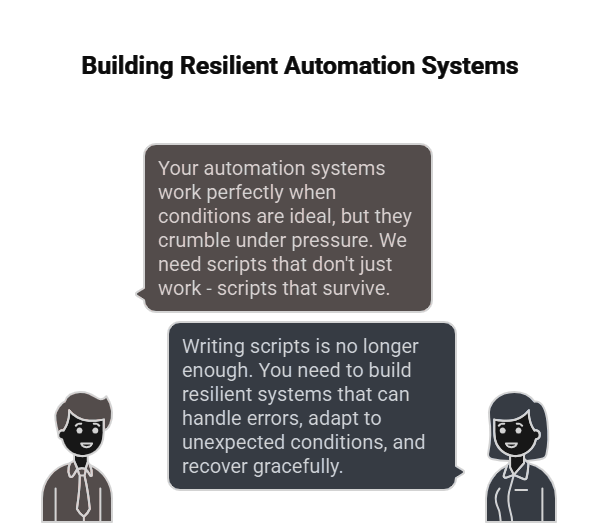 Building Resilient Automation Systems
Your automation systems
work perfectly when
conditions are ideal, but they
crumble under pressure. We
need scripts that don't just
work - scripts that survive.
Writing scripts is no longer
enough. You need to build
resilient systems that can
handle errors, adapt to
unexpected conditions, and
recover gracefully.